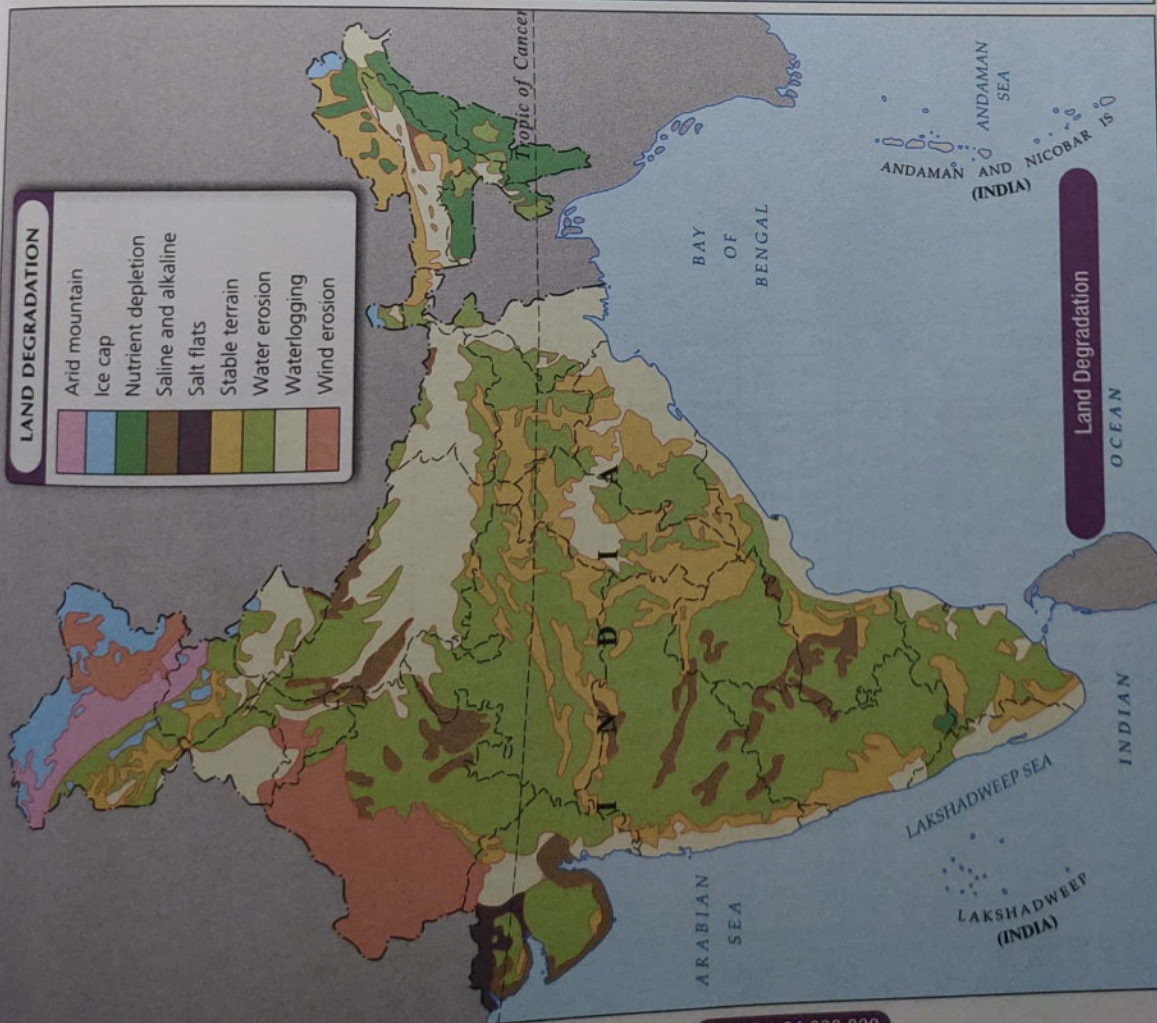 LAND DEGRADATION
Arid mountain
Ice cap
Nutrient depletion
Saline and alkaline
Salt flats
Stable terrain
Water erosion
Waterlogging
Wind erosion
Tropic of Cancer
INDIA
BAY
OF
BENGAL
ANDAMAN
SEA
ANDAMAN AND NICOBAR IS
(INDIA)
ARABIAN
SEA
LAKSHADWEEP SEA
LAKSHADWEEP
(INDIA)
INDIAN
OCEAN
Land Degradation